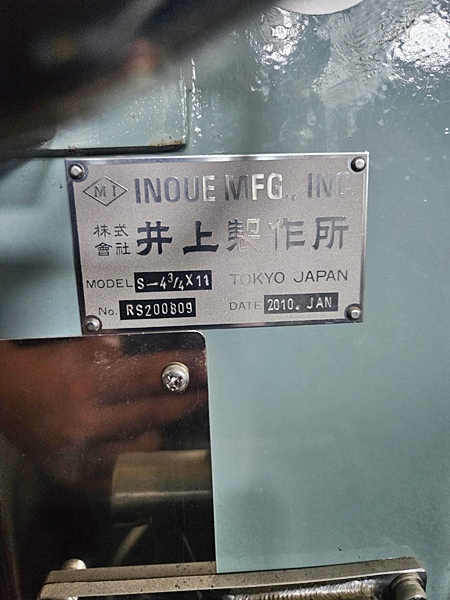 MI INOUE MFG., INC.
株式會社 井上製作所
MODEL S-4¾X11 TOKYO JAPAN
No. RS200809 DATE 2010. JAN.